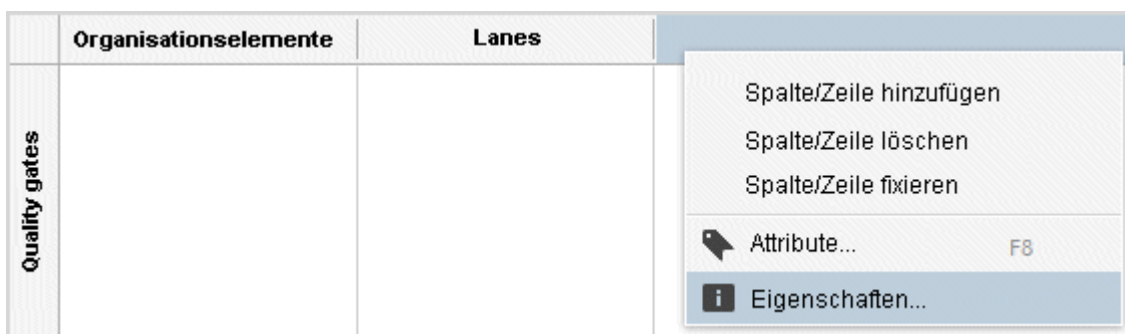 Organisationselemente
Lanes
Spalte/Zeile hinzufügen
Spalte/Zeile löschen
Spalte/Zeile fixieren
Attribute... F8
Eigenschaften...
Quality gates